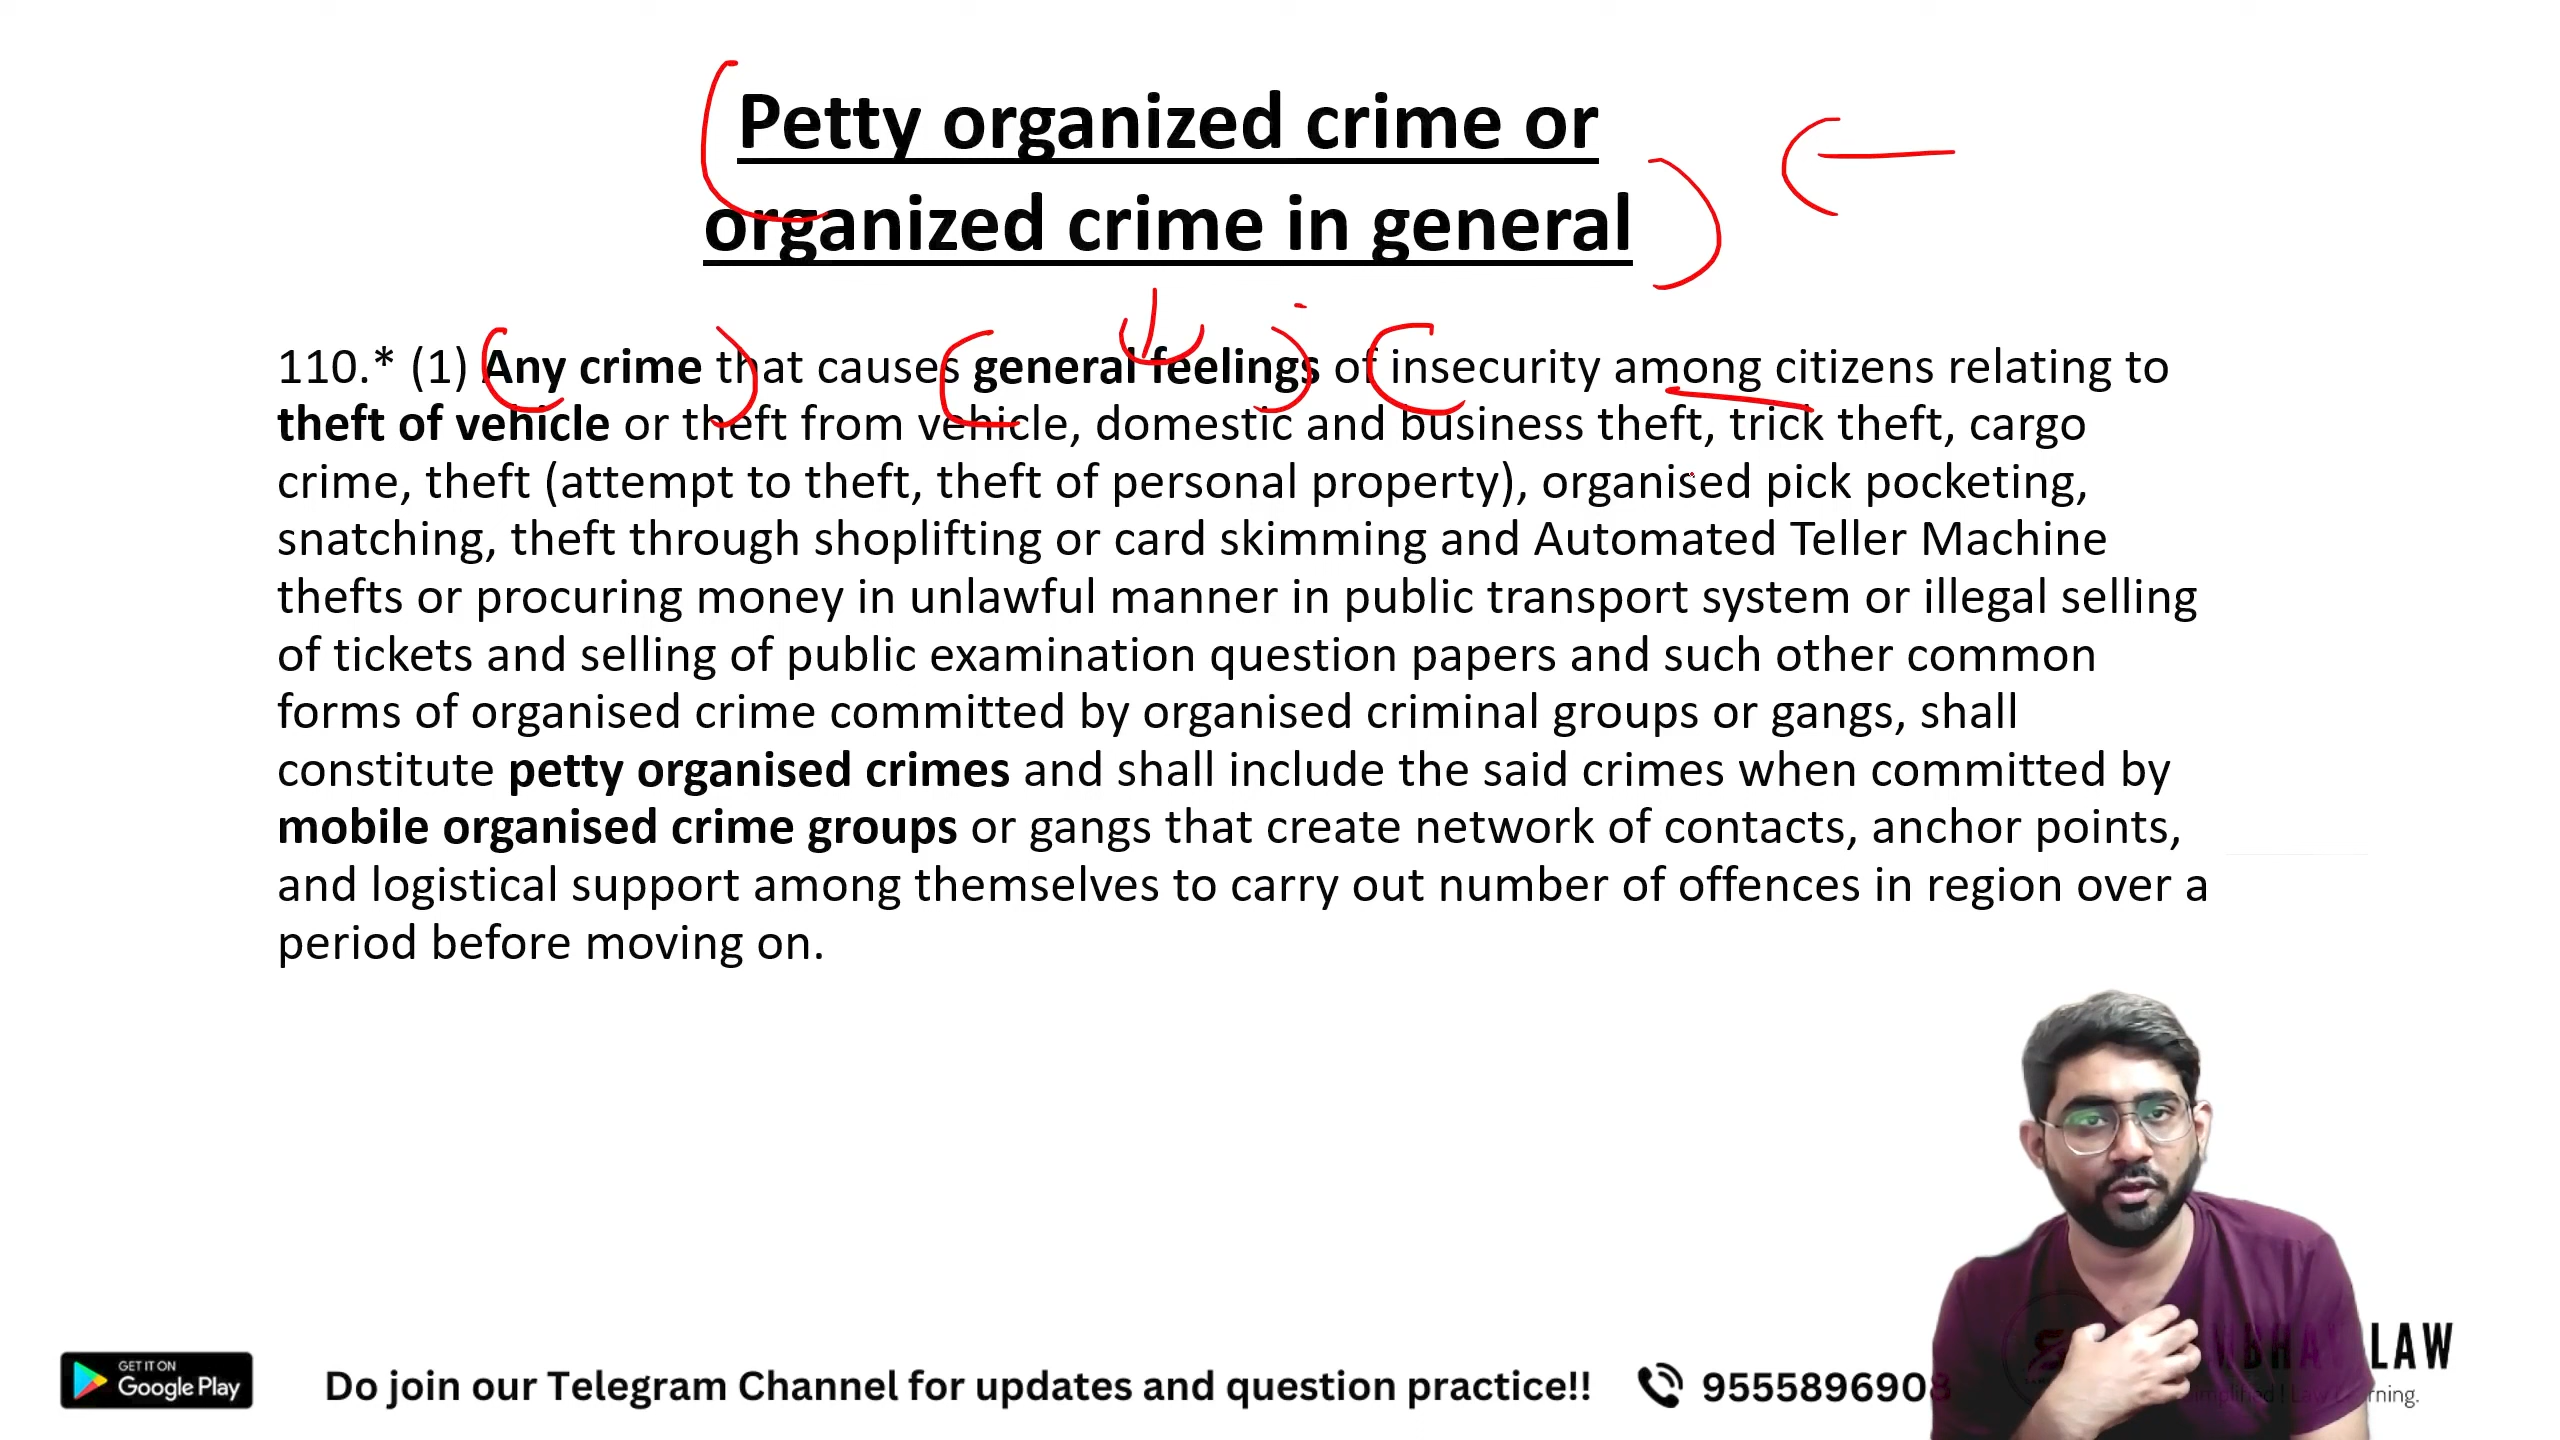 Petty organized crime or
organized crime in general
110.* (1) Any crime that causes general feelings of insecurity among citizens relating to
theft of vehicle or theft from vehicle, domestic and business theft, trick theft, cargo
crime, theft (attempt to theft, theft of personal property), organised pick pocketing,
snatching, theft through shoplifting or card skimming and Automated Teller Machine
thefts or procuring money in unlawful manner in public transport system or illegal selling
of tickets and selling of public examination question papers and such other common
forms of organised crime committed by organised criminal groups or gangs, shall
constitute petty organised crimes and shall include the said crimes when committed by
mobile organised crime groups or gangs that create network of contacts, anchor points,
and logistical support among themselves to carry out number of offences in region over a
period before moving on.
GET IT ON
Google Play
Do join our Telegram Channel for updates and question practice!!
9555896908
LAW